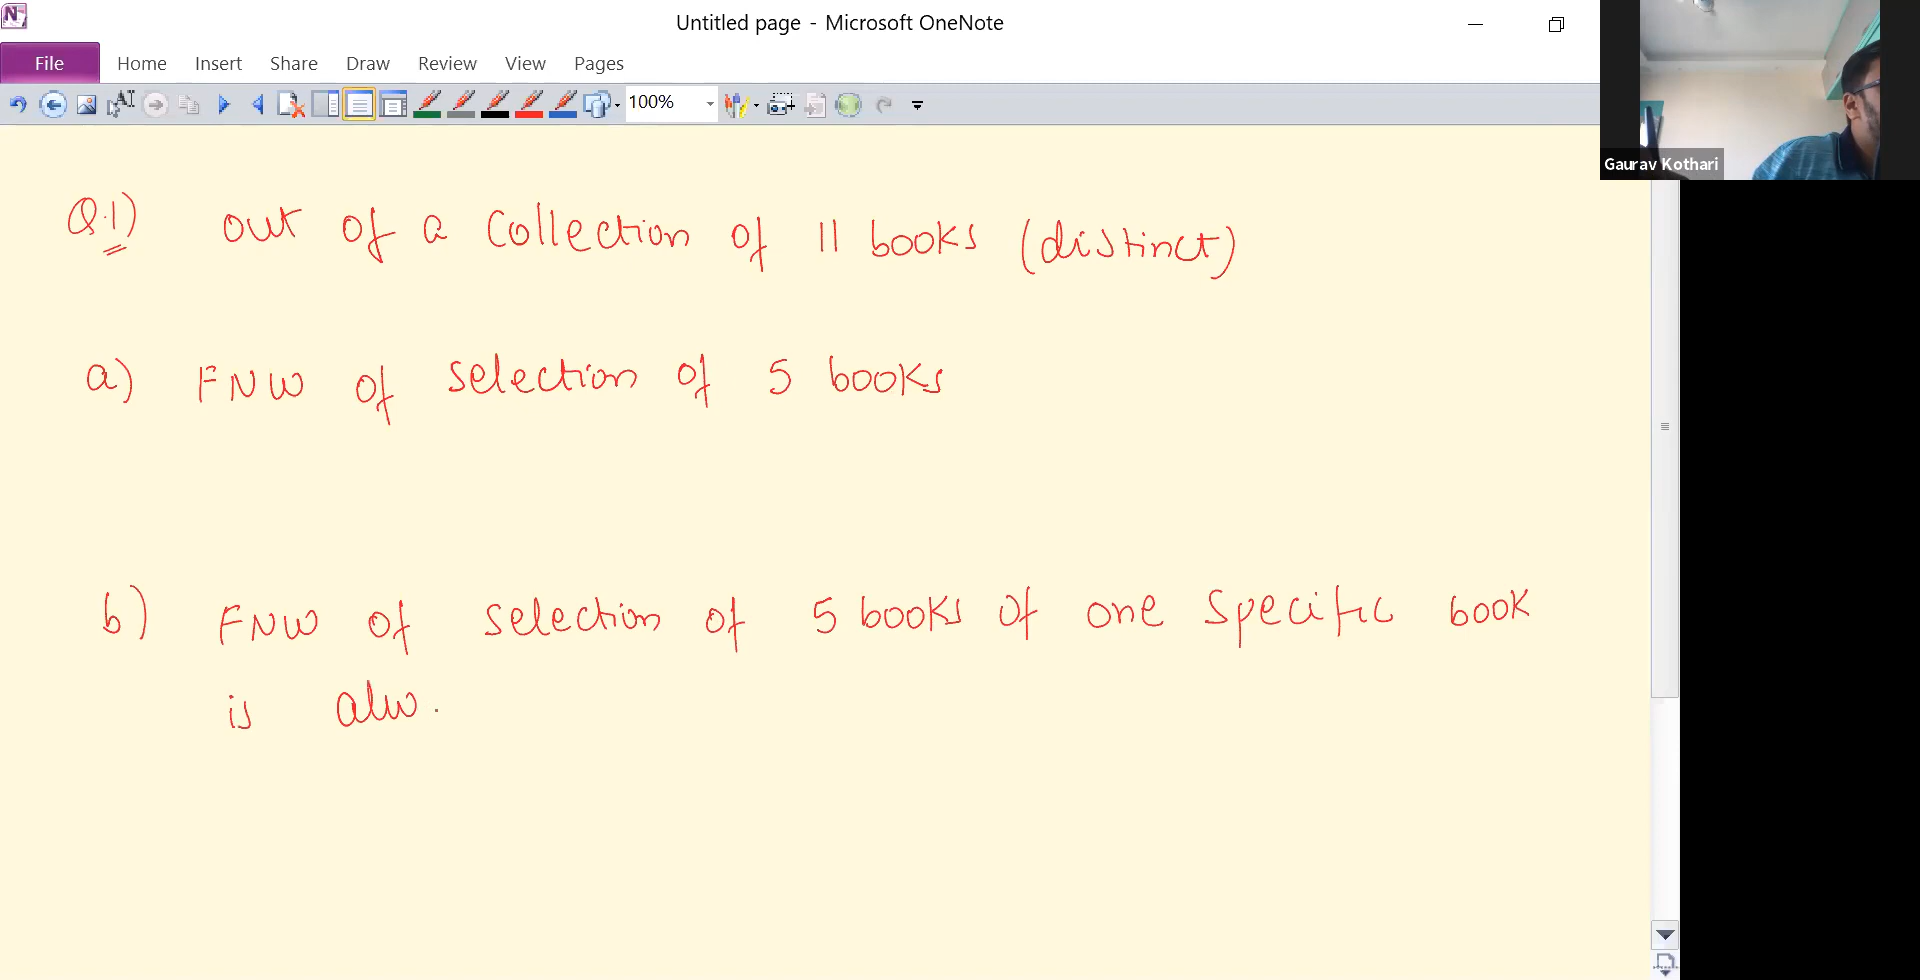 Untitled page - Microsoft OneNote
File Home Insert Share Draw Review View Pages
100%
Gaurav Kothari
Q.1) out of a collection of 11 books (distinct)
a) FNW of selection of 5 books
b) FNW of selection of 5 books of one specific book
is alw.